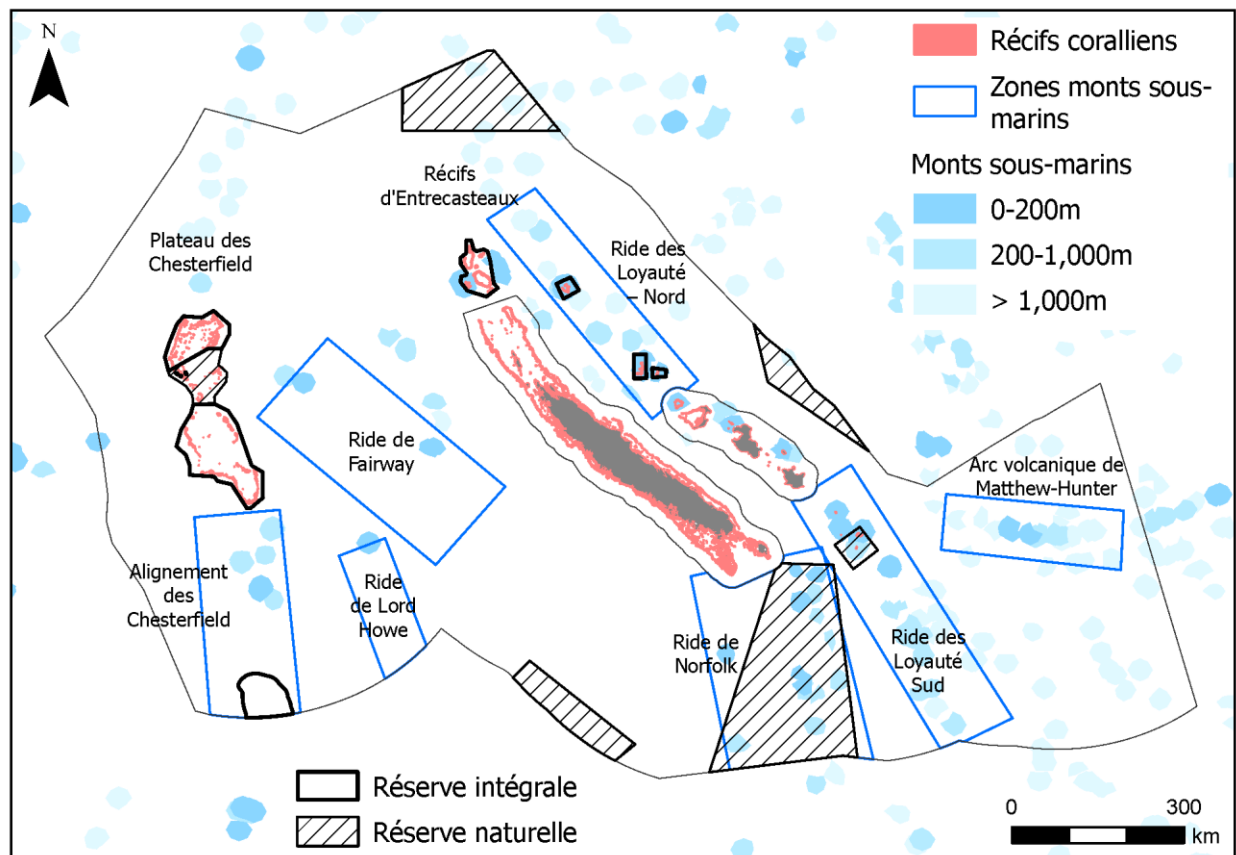 N
Récifs coralliens
Zones monts sous-
marins
Monts sous-marins
0-200m
200-1,000m
> 1,000m
Récifs
d'Entrecasteaux
Plateau des
Chesterfield
Ride des
Loyauté
– Nord
Ride de
Fairway
Arc volcanique de
Matthew-Hunter
Alignement
des
Chesterfield
Ride
de Lord
Howe
Ride de
Norfolk
Ride des
Loyauté
Sud
Réserve intégrale
Réserve naturelle
0 300
km